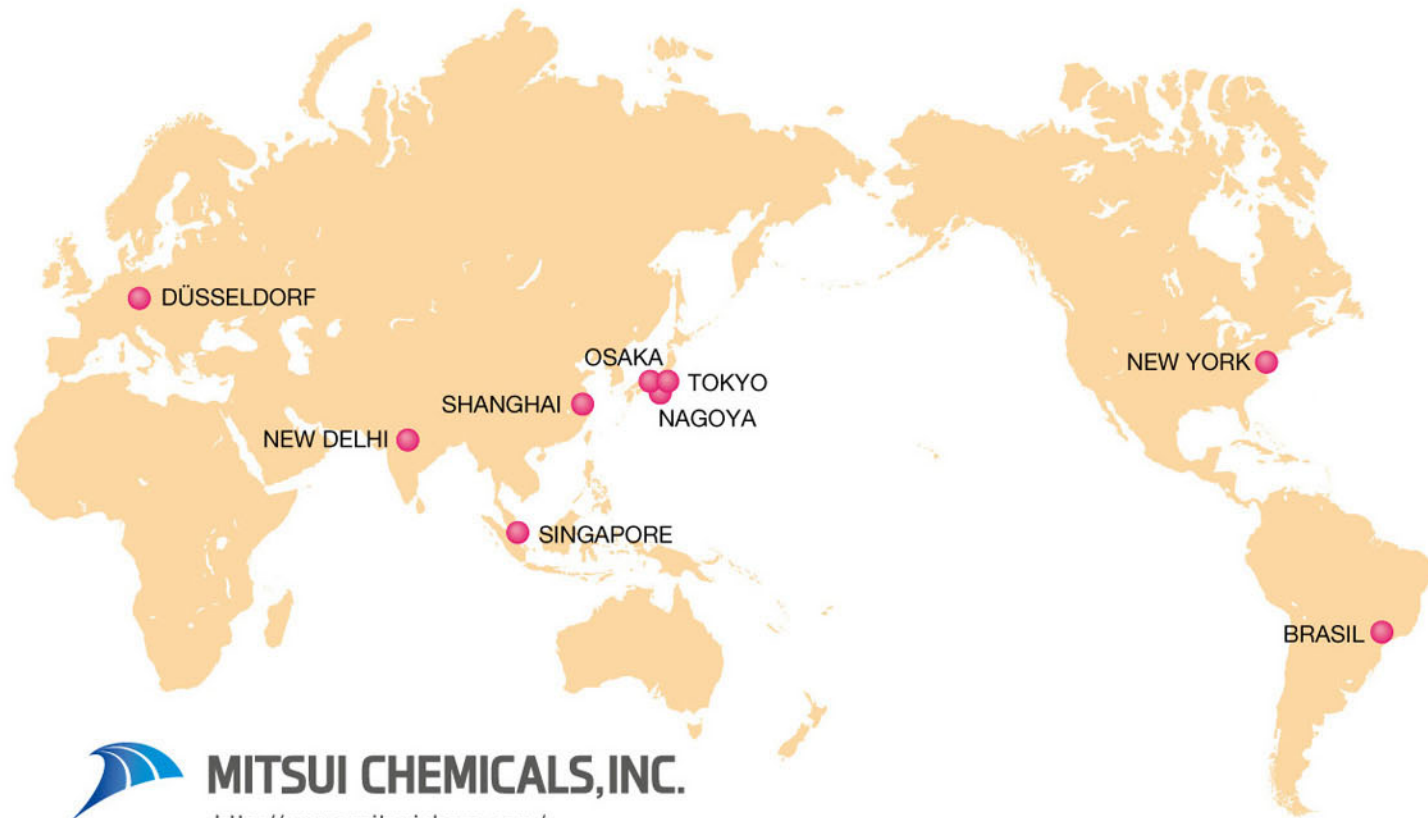 DÜSSELDORF
OSAKA
TOKYO
NAGOYA
SHANGHAI
NEW DELHI
SINGAPORE
NEW YORK
BRASIL
MITSUI CHEMICALS, INC.